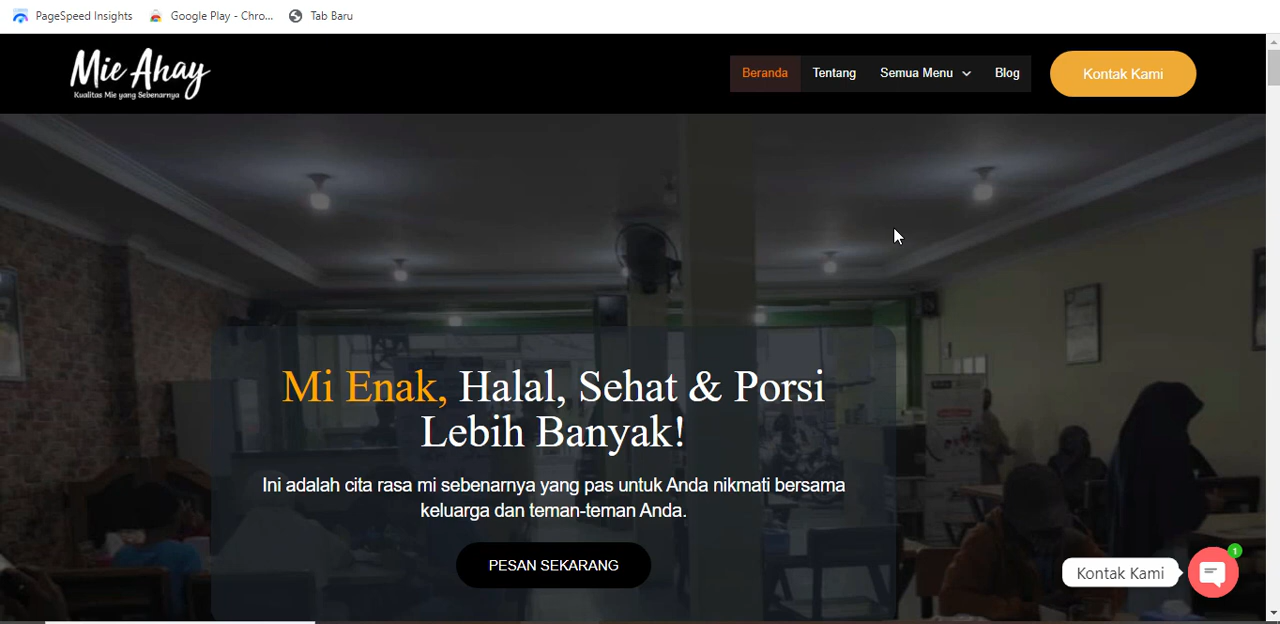 PageSpeed Insights
Google Play - Chro...
Tab Baru
Mie Ahay
Kualitas Mie yang Sebenarnya
Beranda
Tentang
Semua Menu
Blog
Kontak Kami
Mi Enak, Halal, Sehat & Porsi
Lebih Banyak!
Ini adalah cita rasa mi sebenarnya yang pas untuk Anda nikmati bersama
keluarga dan teman-teman Anda.
PESAN SEKARANG
1
Kontak Kami